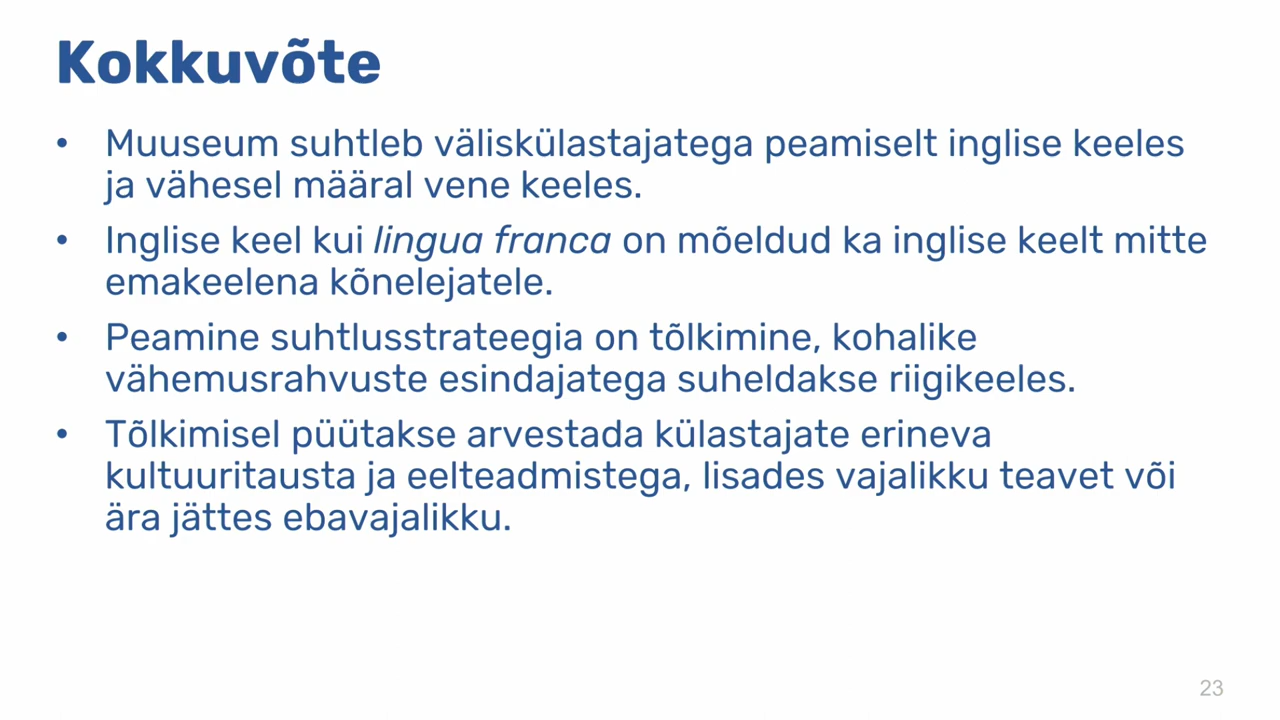 Kokkuvõte
• Muuseum suhtleb väliskülastajatega peamiselt inglise keeles
ja vähesel määral vene keeles.
• Inglise keel kui lingua franca on mõeldud ka inglise keelt mitte
emakeelena kõnelejatele.
• Peamine suhtlusstrateegia on tõlkimine, kohalike
vähemusrahvuste esindajatega suheldakse riigikeeles.
• Tõlkimisel püütakse arvestada külastajate erineva
kultuuritausta ja eelteadmistega, lisades vajalikku teavet või
ära jättes ebavajalikku.
23